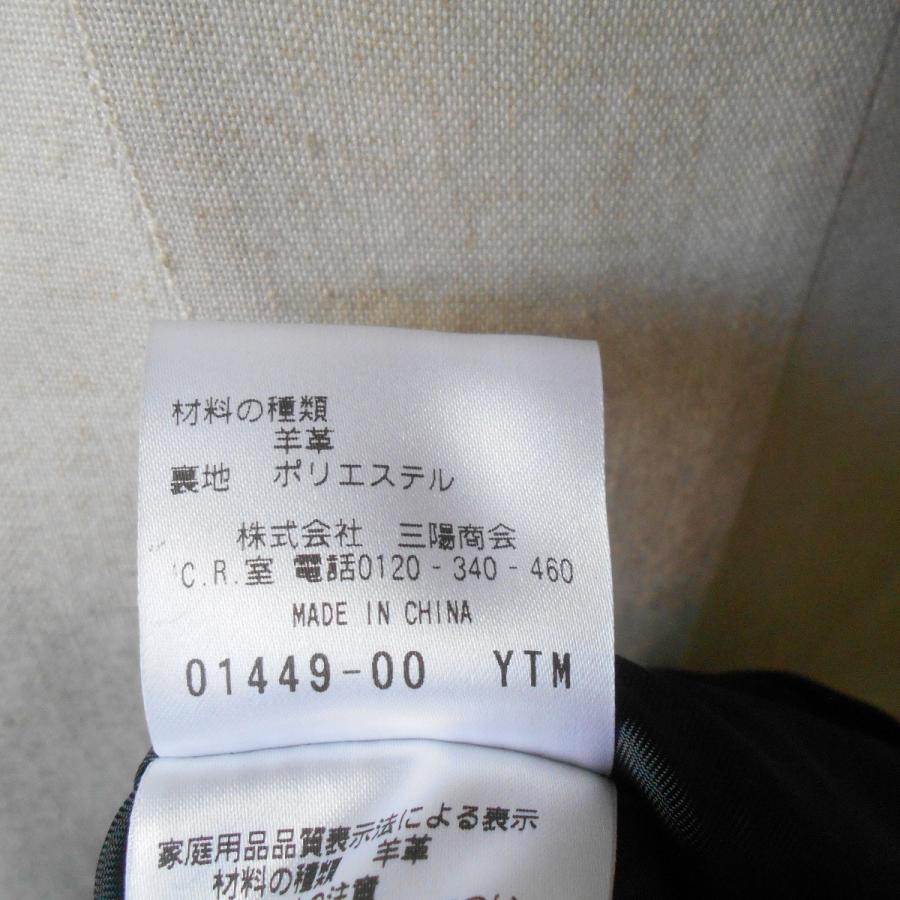 材料の種類
羊革
裏地 ポリエステル
株式会社 三陽商会
C.R.室 電話0120-340-460
MADE IN CHINA
01449-00 YTM
家庭用品品質表示法による表示
材料の種類 羊革